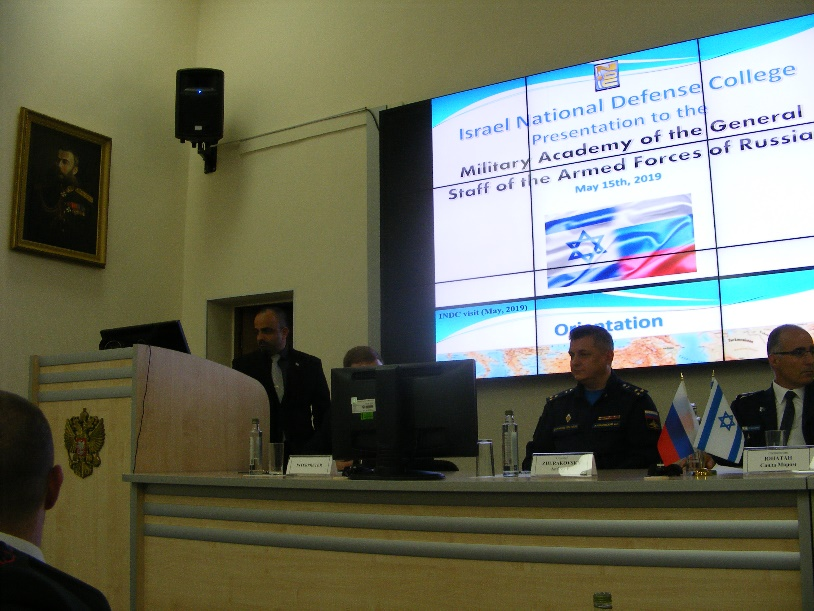 Israel National Defense College
Presentation to the
Military Academy of the General
Staff of the Armed Forces of Russia
May 15th, 2019
INDC visit (May, 2019)
Orientation